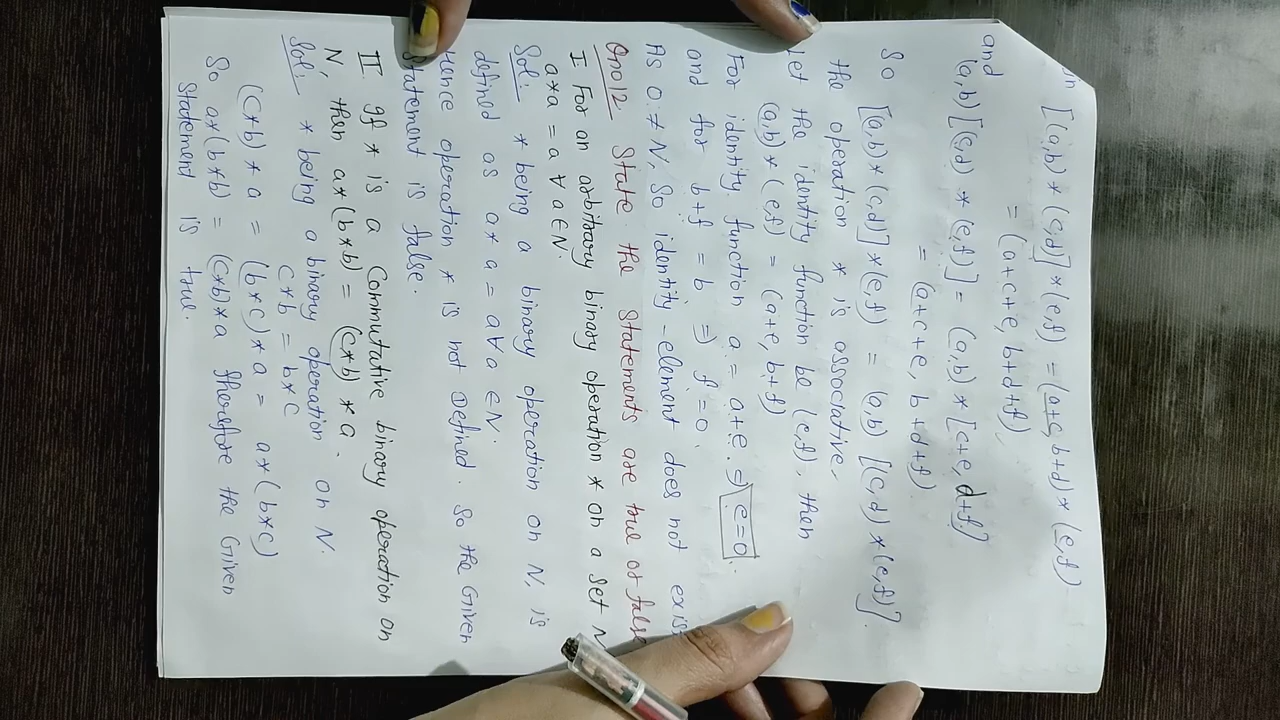 [(a,b) * (c,d)] * (e,f) = (a+c, b+d) * (e,f)
= (a+c+e, b+d+f),
and
(a,b) [(c,d) * (e,f)] = (a,b) * [c+e, d+f]
= (a+c+e, b+d+f)
So [(a,b) * (c,d)] * (e,f) = (a,b) [(c,d) * (e,f)].
the operation * is associative.
Let the identity function be (e,f), then
(a,b) * (e,f) = (a+e, b+f)
For identity function a = a+e. ⇒ e=0.
and for b+f = b ⇒ f=0.
As 0 ≠ N. So identity-element does not exist
Qno12 State the Statements are true or false
I For an arbitrary binary operation * on a set N
a*a = a ∀ a ∈ N.
Sol: * being a binary operation on N, is
defined as a*a = a ∀ a ∈ N.
Hence operation * is not Defined. So the Given
Statement is false.
II If * is a Commutative binary operation on
N, then a*(b*b) = (c*b) * a.
Sol: * being a binary operation on N.
c*b = b*c
(c*b) * a = (b*c) * a = a*(b*c)
So a*(b*b) = (c*b)*a Therefore the Given
Statement is true.